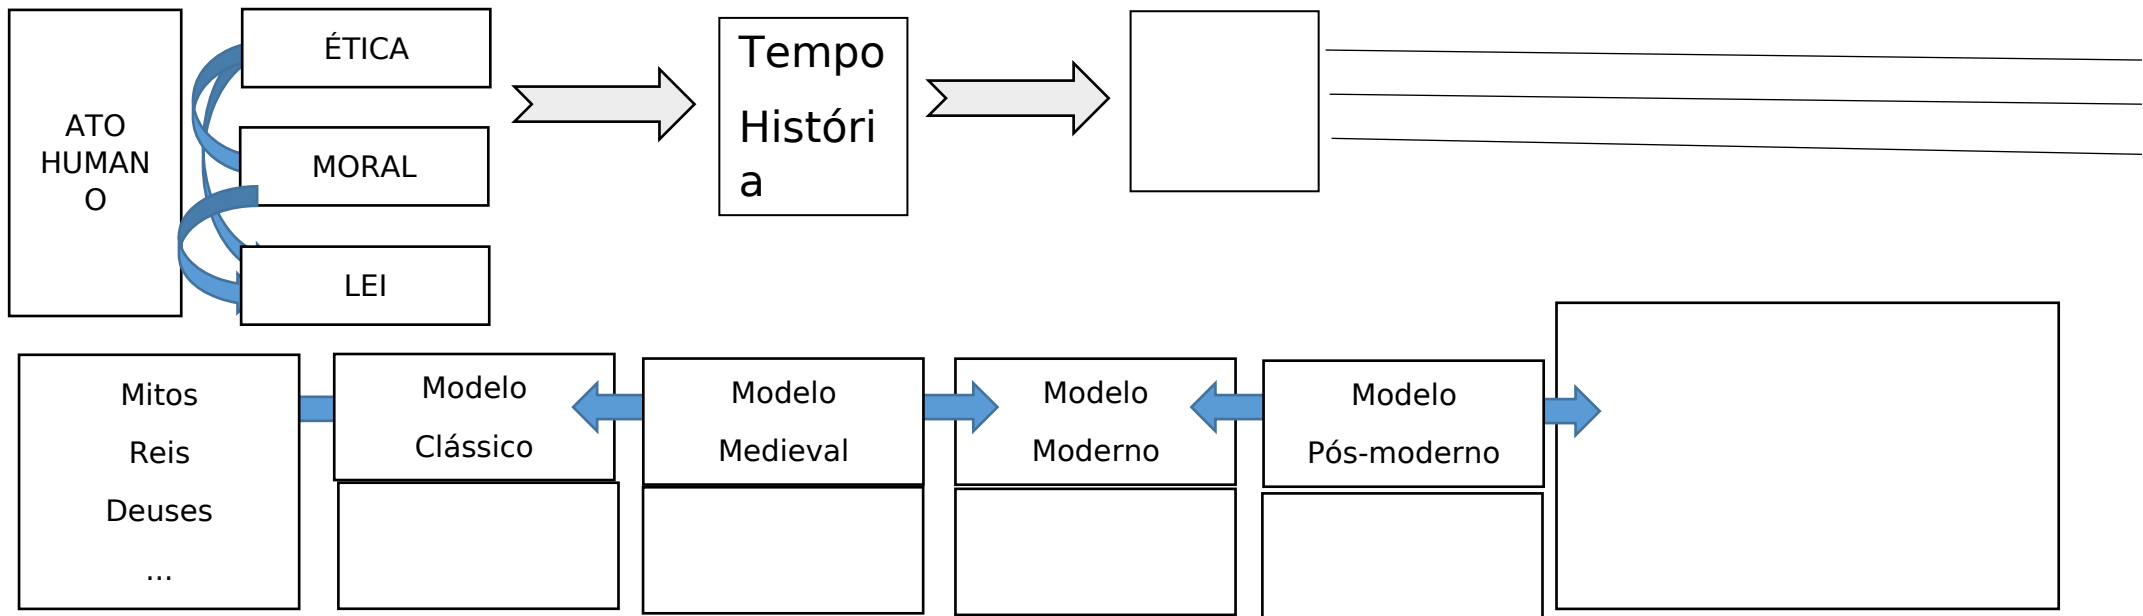 ATO
HUMAN
O
ÉTICA
MORAL
LEI
Tempo
Históri
a
Mitos
Reis
Deuses
...
Modelo
Clássico
Modelo
Medieval
Modelo
Moderno
Modelo
Pós-moderno